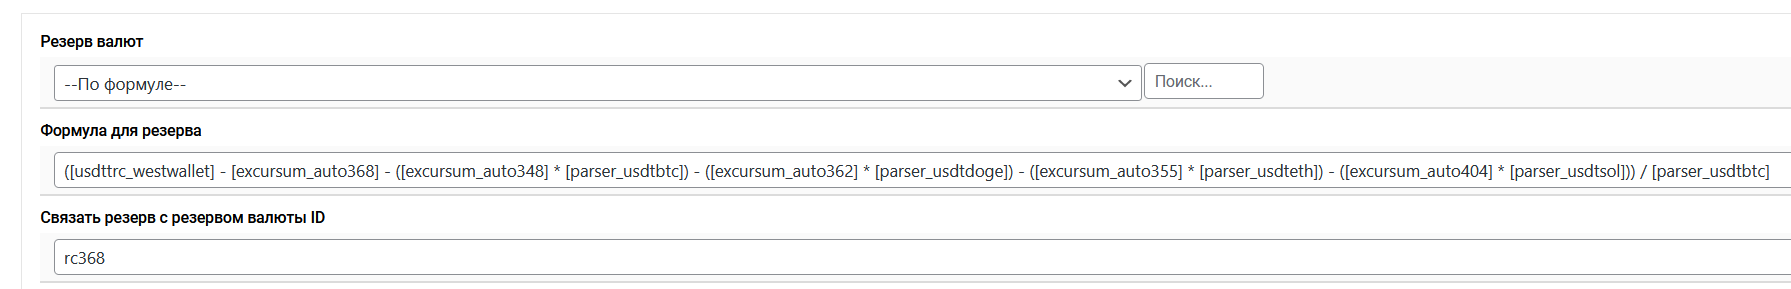 Резерв валют
--По формуле--
Поиск...
Формула для резерва
([usdttrc_westwallet] - [excursum_auto368] - ([excursum_auto348] * [parser_usdtbtc]) - ([excursum_auto362] * [parser_usdtdoge]) - ([excursum_auto355] * [parser_usdteth]) - ([excursum_auto404] * [parser_usdtsol])) / [parser_usdtbtc]
Связать резерв с резервом валюты ID
rc368